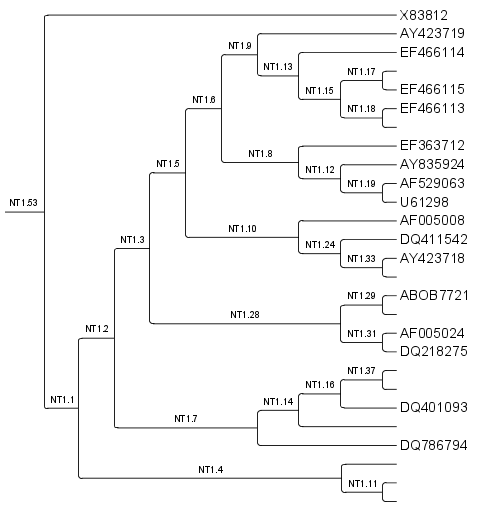 X83812
AY423719
NT1.9
EF466114
NT1.13
NT1.17
EF466115
NT1.15
NT1.6
EF466113
NT1.18
EF363712
NT1.8
AY835924
NT1.5
NT1.12
AF529063
NT1.19
U61298
NT1.53
AF005008
NT1.10
DQ411542
NT1.3
NT1.24
AY423718
NT1.33
ABOB7721
NT1.29
NT1.28
AF005024
NT1.2
NT1.31
DQ218275
NT1.37
NT1.16
NT1.1
NT1.14
DQ401093
NT1.7
DQ786794
NT1.4
NT1.11